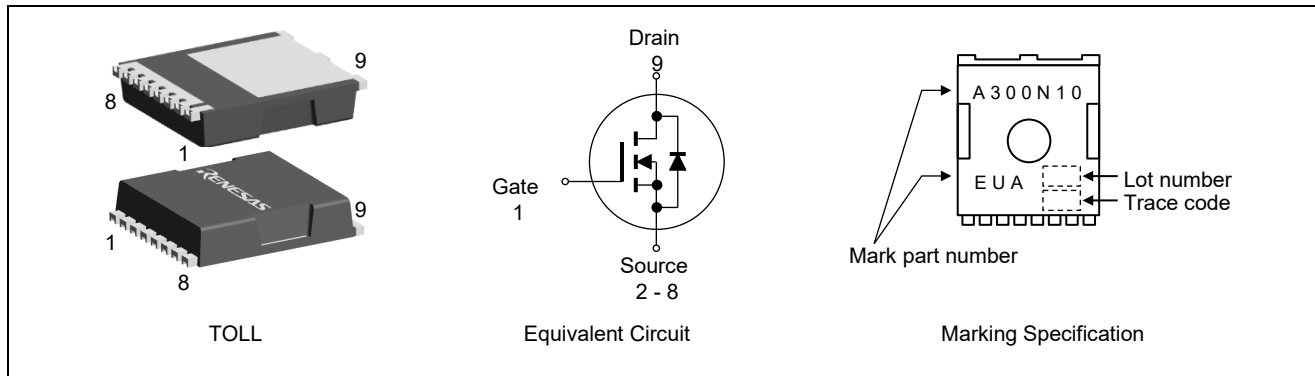 9
8
1
RENESAS
1
8
9
TOLL
Drain
9
Gate
1
Source
2 - 8
Equivalent Circuit
A300N10
EUA
Lot number
Trace code
Mark part number
Marking Specification